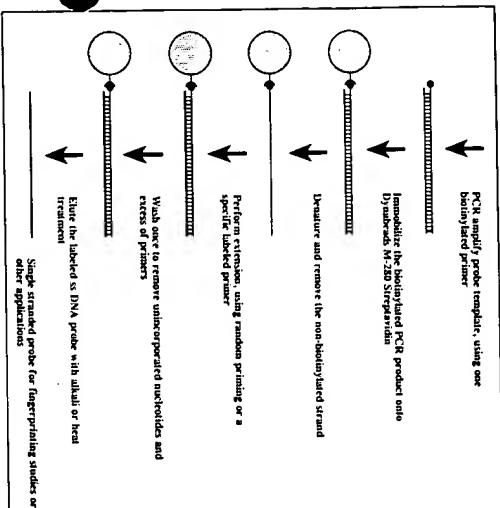 PCR amplify probe template, using one
biotinylated primer
Immobilize the biotinylated PCR product onto
Dynabeads M-280 Streptavidin
Denature and remove the non-biotinylated strand
Perform extension, using random priming or a
specific labeled primer
Wash once to remove unincorporated nucleotides and
excess of primers
Elute the labeled ss DNA probe with alkali or heat
treatment
Single stranded probe for fingerprinting studies or
other applications